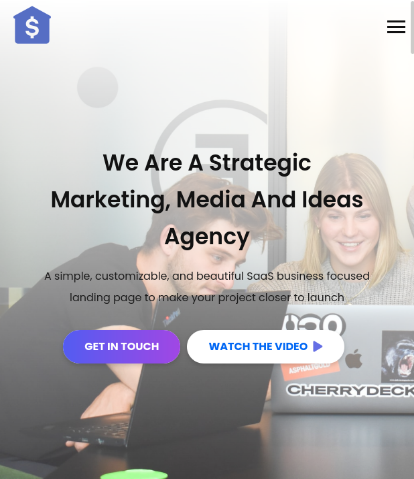 $
We Are A Strategic
Marketing, Media And Ideas
Agency
A simple, customizable, and beautiful SaaS business focused
landing page to make your project closer to launch
GET IN TOUCH
WATCH THE VIDEO
CHERRYDECK